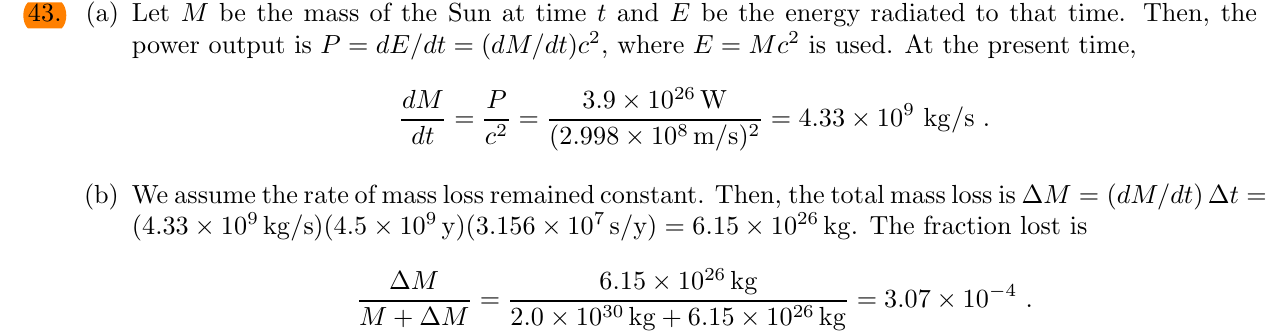 43. (a) Let M be the mass of the Sun at time t and E be the energy radiated to that time. Then, the
power output is P = dE/dt = (dM/dt)c², where E = Mc² is used. At the present time,
dM/dt = P/c² = 3.9 × 10²⁶ W/(2.998 × 10⁸ m/s)² = 4.33 × 10⁹ kg/s .
(b) We assume the rate of mass loss remained constant. Then, the total mass loss is ΔM = (dM/dt) Δt =
(4.33 × 10⁹ kg/s)(4.5 × 10⁹ y)(3.156 × 10⁷ s/y) = 6.15 × 10²⁶ kg. The fraction lost is
ΔM/(M + ΔM) = 6.15 × 10²⁶ kg/(2.0 × 10³⁰ kg + 6.15 × 10²⁶ kg) = 3.07 × 10⁻⁴ .